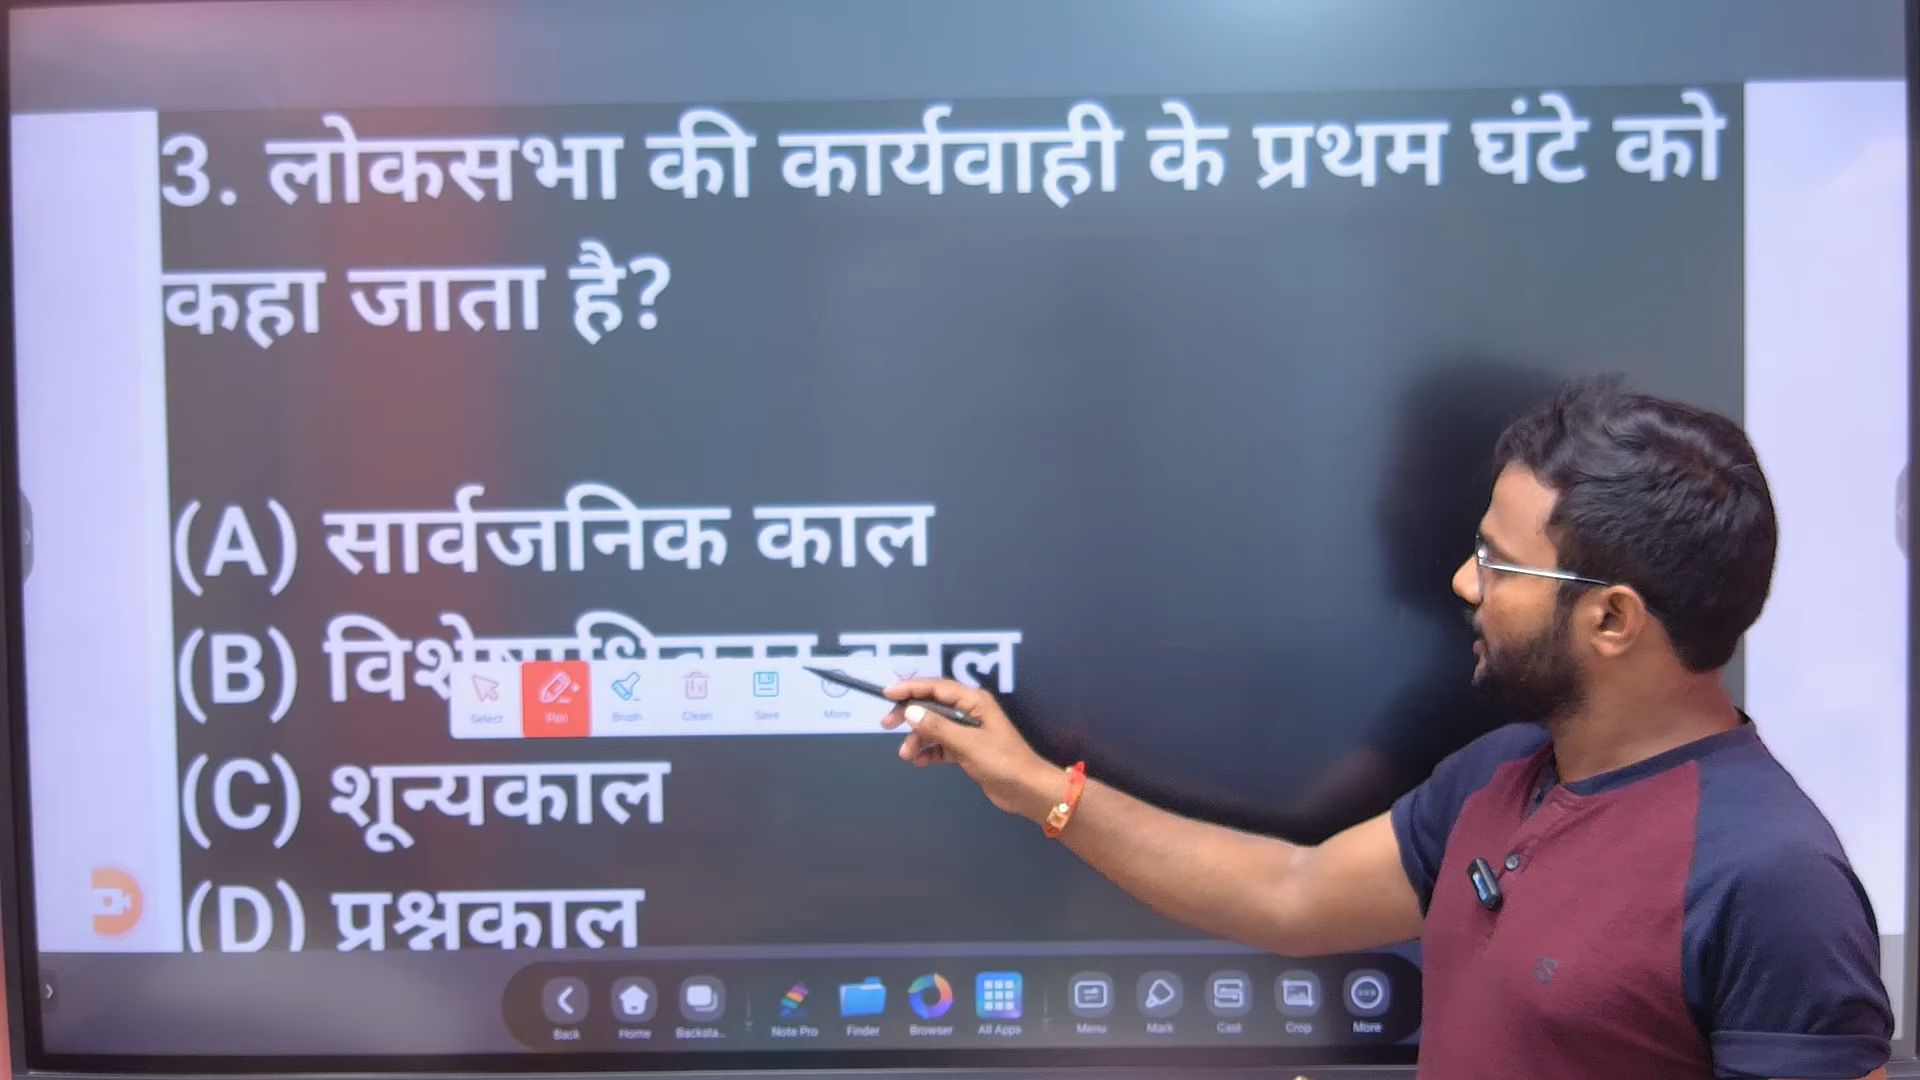 3. लोकसभा की कार्यवाही के प्रथम घंटे को
कहा जाता है?
(A) सार्वजनिक काल
(B) विशेषाधिकार काल
Select Pen Brush Clean Save More
(C) शून्यकाल
(D) प्रश्नकाल
Back Home Backsta... Note Pro Finder Browser All Apps Menu Mark Cast Crop More